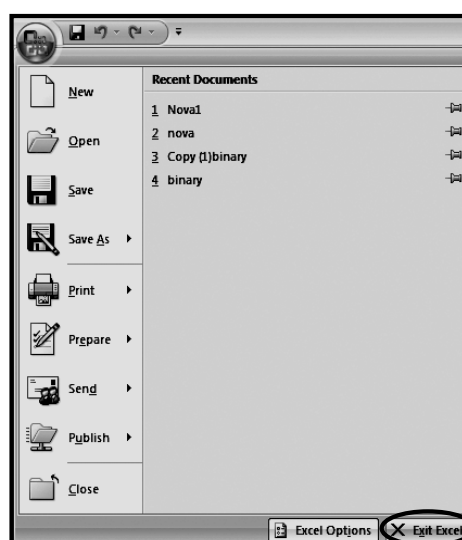 New
Open
Save
Save As
Print
Prepare
Send
Publish
Close
Recent Documents
1 Nova1
2 nova
3 Copy (1)binary
4 binary
Excel Options
Exit Excel